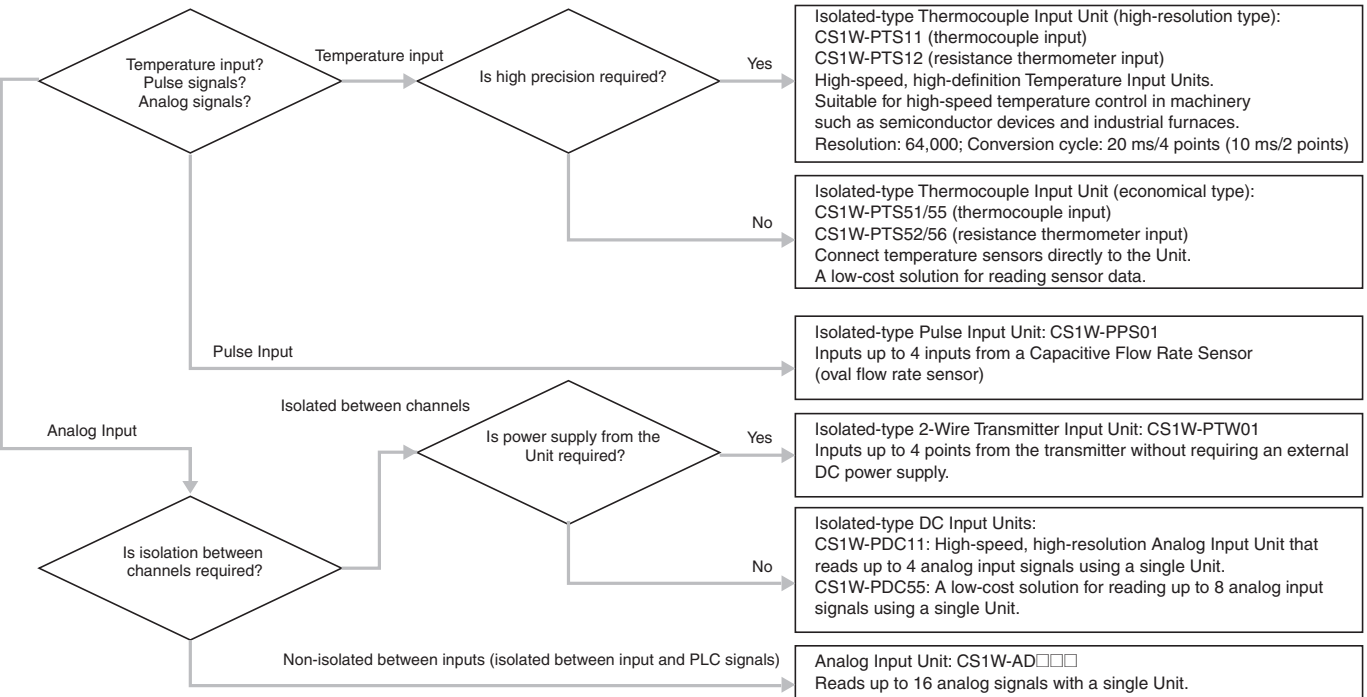 Temperature input?
Pulse signals?
Analog signals?
Temperature input
Is high precision required?
Yes
Isolated-type Thermocouple Input Unit (high-resolution type):
CS1W-PTS11 (thermocouple input)
CS1W-PTS12 (resistance thermometer input)
High-speed, high-definition Temperature Input Units.
Suitable for high-speed temperature control in machinery
such as semiconductor devices and industrial furnaces.
Resolution: 64,000; Conversion cycle: 20 ms/4 points (10 ms/2 points)
No
Isolated-type Thermocouple Input Unit (economical type):
CS1W-PTS51/55 (thermocouple input)
CS1W-PTS52/56 (resistance thermometer input)
Connect temperature sensors directly to the Unit.
A low-cost solution for reading sensor data.
Pulse Input
Isolated-type Pulse Input Unit: CS1W-PPS01
Inputs up to 4 inputs from a Capacitive Flow Rate Sensor
(oval flow rate sensor)
Analog Input
Is isolation between
channels required?
Isolated between channels
Is power supply from the
Unit required?
Yes
Isolated-type 2-Wire Transmitter Input Unit: CS1W-PTW01
Inputs up to 4 points from the transmitter without requiring an external
DC power supply.
No
Isolated-type DC Input Units:
CS1W-PDC11: High-speed, high-resolution Analog Input Unit that
reads up to 4 analog input signals using a single Unit.
CS1W-PDC55: A low-cost solution for reading up to 8 analog input
signals using a single Unit.
Non-isolated between inputs (isolated between input and PLC signals)
Analog Input Unit: CS1W-AD□□□
Reads up to 16 analog signals with a single Unit.